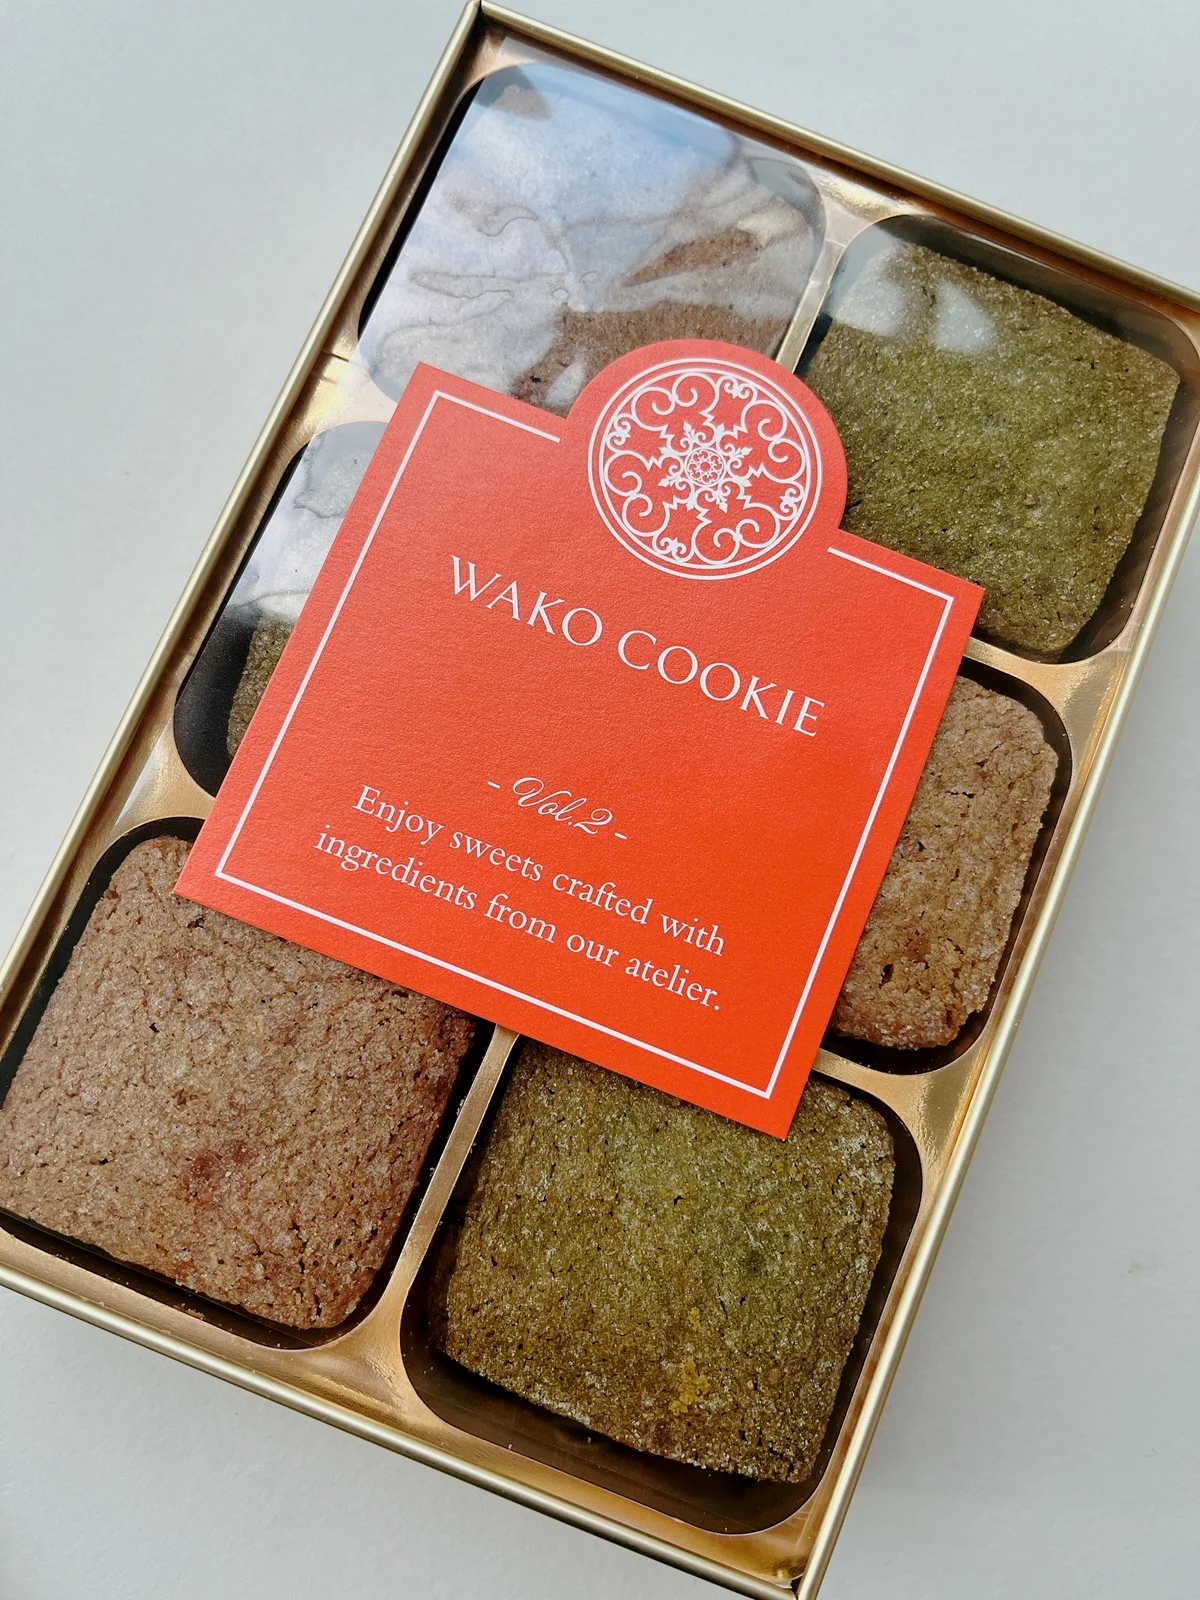 WAKO COOKIE
- Vol.2 -
Enjoy sweets crafted with
ingredients from our atelier.